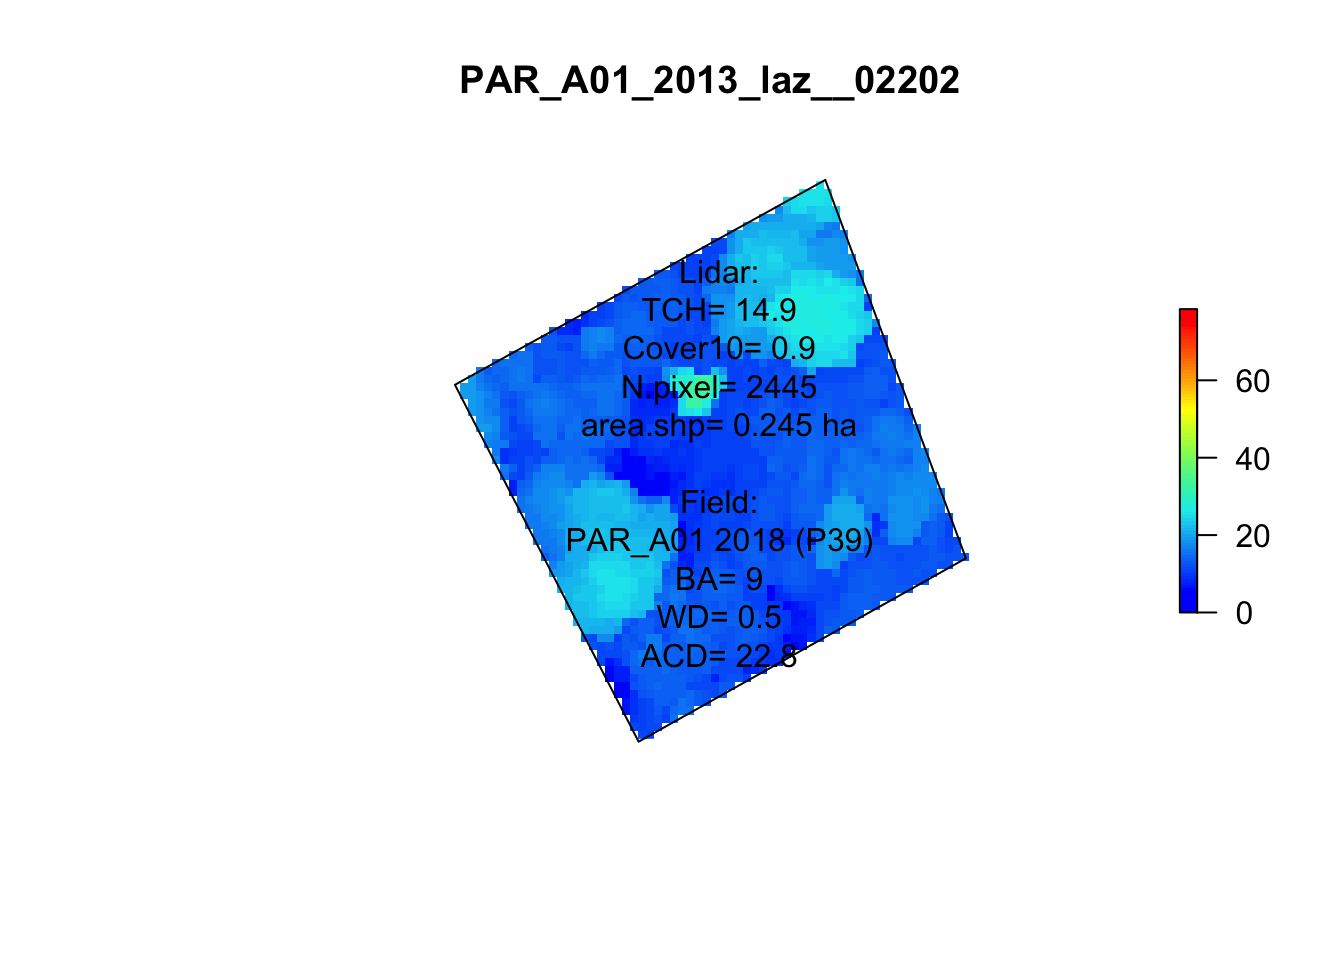 PAR_A01_2013_laz__02202
Lidar:
TCH= 14.9
Cover10= 0.9
N.pixel= 2445
area.shp= 0.245 ha
Field:
PAR_A01 2018 (P39)
BA= 9
WD= 0.5
ACD= 22.8
60
40
20
0